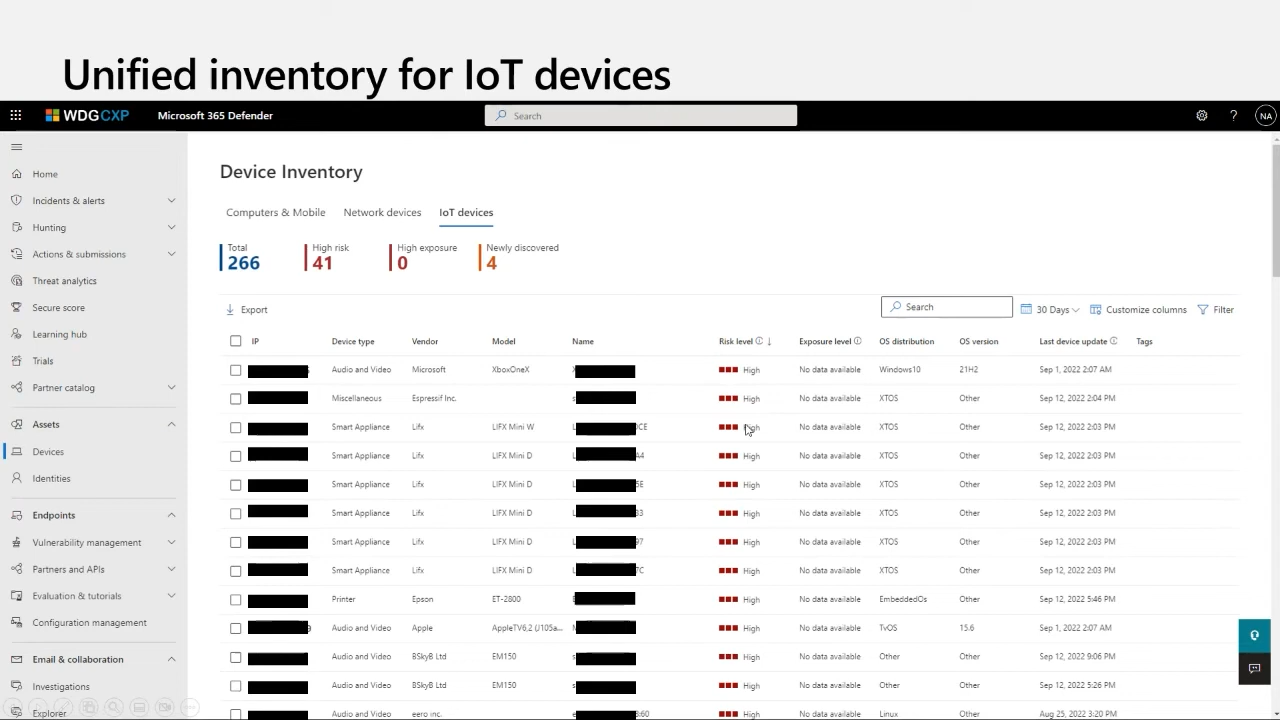 Unified inventory for IoT devices
WDGCXP Microsoft 365 Defender Search ? NA
Home
Incidents & alerts
Hunting
Actions & submissions
Threat analytics
Secure score
Learning hub
Trials
Partner catalog
Assets
Devices
Identities
Endpoints
Vulnerability management
Partners and APIs
Evaluation & tutorials
Configuration management
Email & collaboration
Investigations
Explorer
Device Inventory
Computers & Mobile Network devices IoT devices
Total High risk High exposure Newly discovered
266 41 0 4
Export Search 30 Days Customize columns Filter
IP Device type Vendor Model Name Risk level Exposure level OS distribution OS version Last device update Tags
Audio and Video Microsoft XboxOneX High No data available Windows10 21H2 Sep 1, 2022 2:07 AM
Miscellaneous Espressif Inc. s High No data available XTOS Other Sep 12, 2022 2:04 PM
Smart Appliance Lifx LIFX Mini W L CE High No data available XTOS Other Sep 12, 2022 2:03 PM
Smart Appliance Lifx LIFX Mini D L A4 High No data available XTOS Other Sep 12, 2022 2:03 PM
Smart Appliance Lifx LIFX Mini D L 5E High No data available XTOS Other Sep 12, 2022 2:03 PM
Smart Appliance Lifx LIFX Mini D L 33 High No data available XTOS Other Sep 12, 2022 2:03 PM
Smart Appliance Lifx LIFX Mini D L 97 High No data available XTOS Other Sep 12, 2022 2:03 PM
Smart Appliance Lifx LIFX Mini D L 7C High No data available XTOS Other Sep 12, 2022 2:03 PM
Printer Epson ET-2800 High No data available EmbeddedOs Other Sep 12, 2022 5:46 PM
Audio and Video Apple AppleTV6,2 (J105a... High No data available TvOS 15.6 Sep 1, 2022 2:07 AM
Audio and Video BSkyB Ltd EM150 s High No data available Other Other Sep 12, 2022 9:06 PM
Audio and Video BSkyB Ltd EM150 s High No data available Other Other Sep 12, 2022 5:26 PM
Audio and Video eero inc. e :60 High No data available Linux Other Aug 25, 2022 3:20 PM